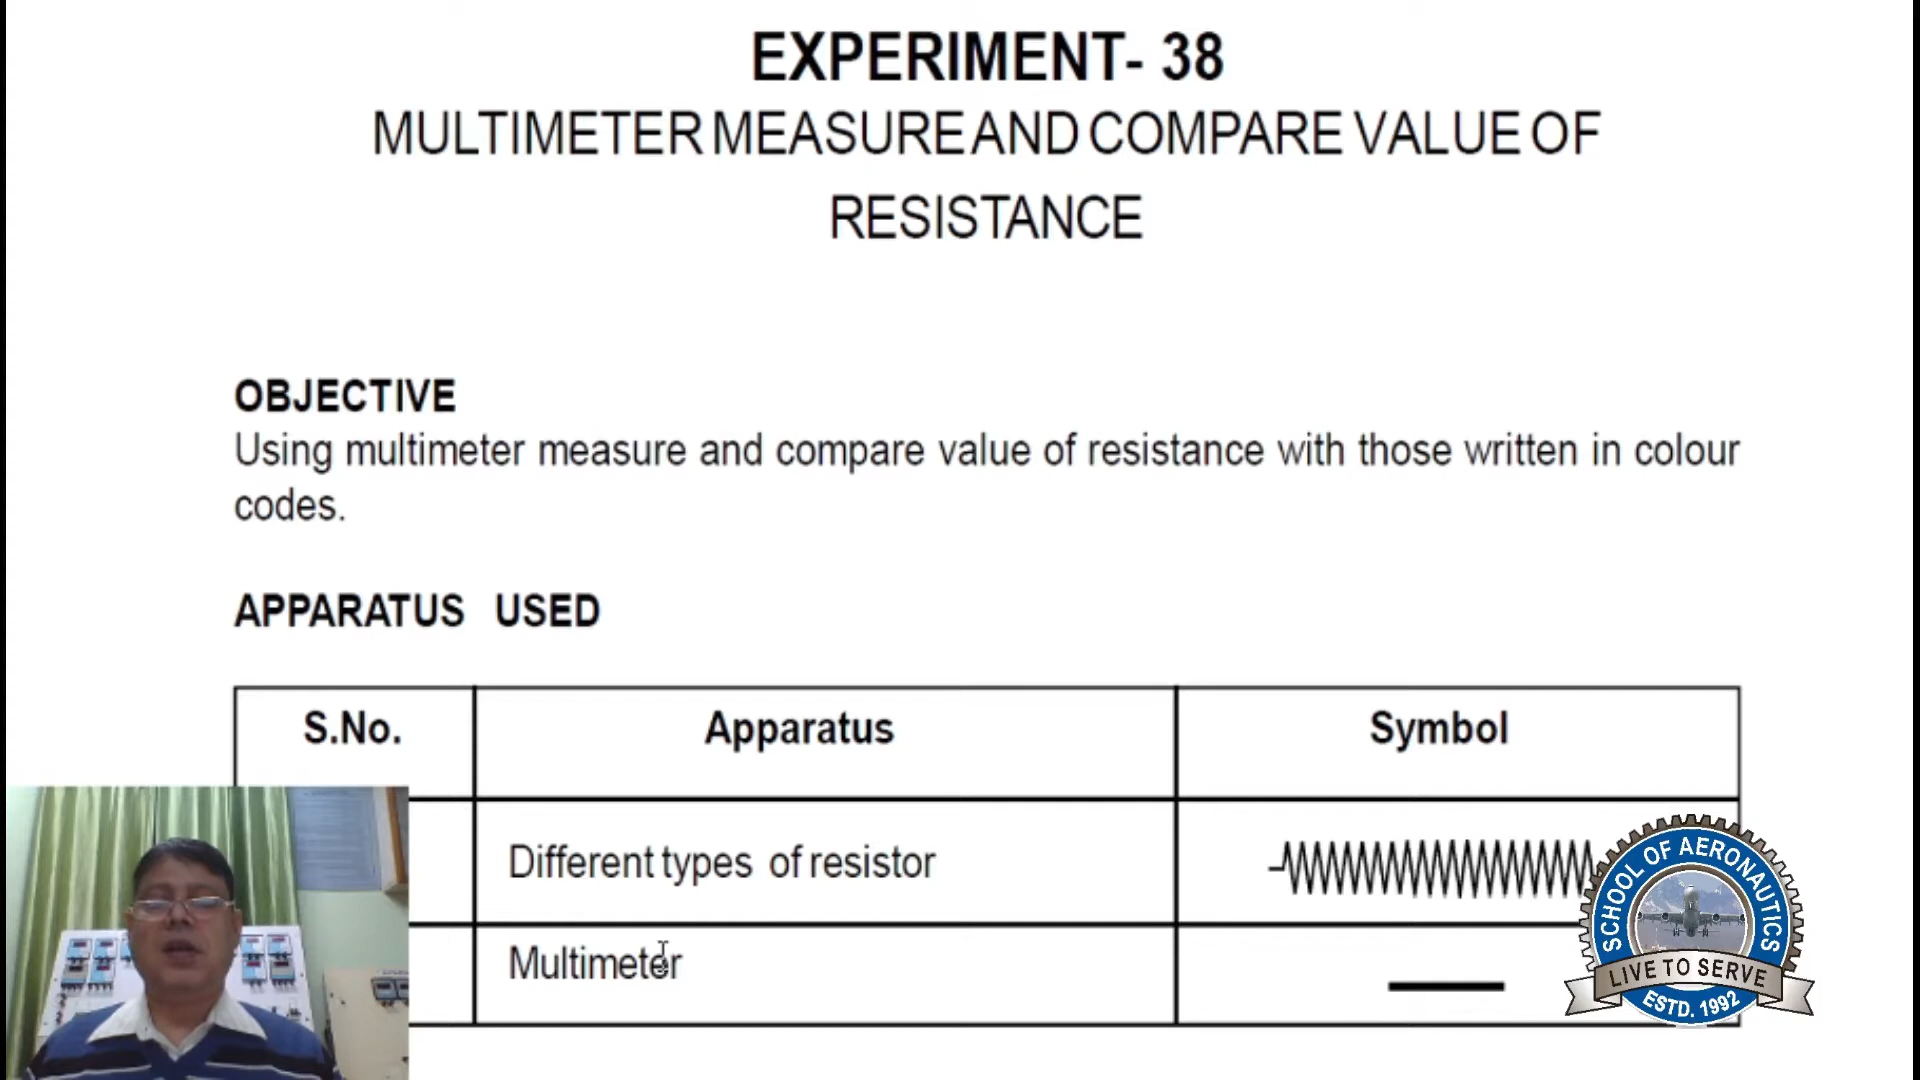 EXPERIMENT- 38
MULTIMETER MEASURE AND COMPARE VALUE OF
RESISTANCE
OBJECTIVE
Using multimeter measure and compare value of resistance with those written in colour
codes.
APPARATUS USED
S.No. Apparatus Symbol
Different types of resistor
Multimeter
SCHOOL OF AERONAUTICS
LIVE TO SERVE
ESTD. 1992